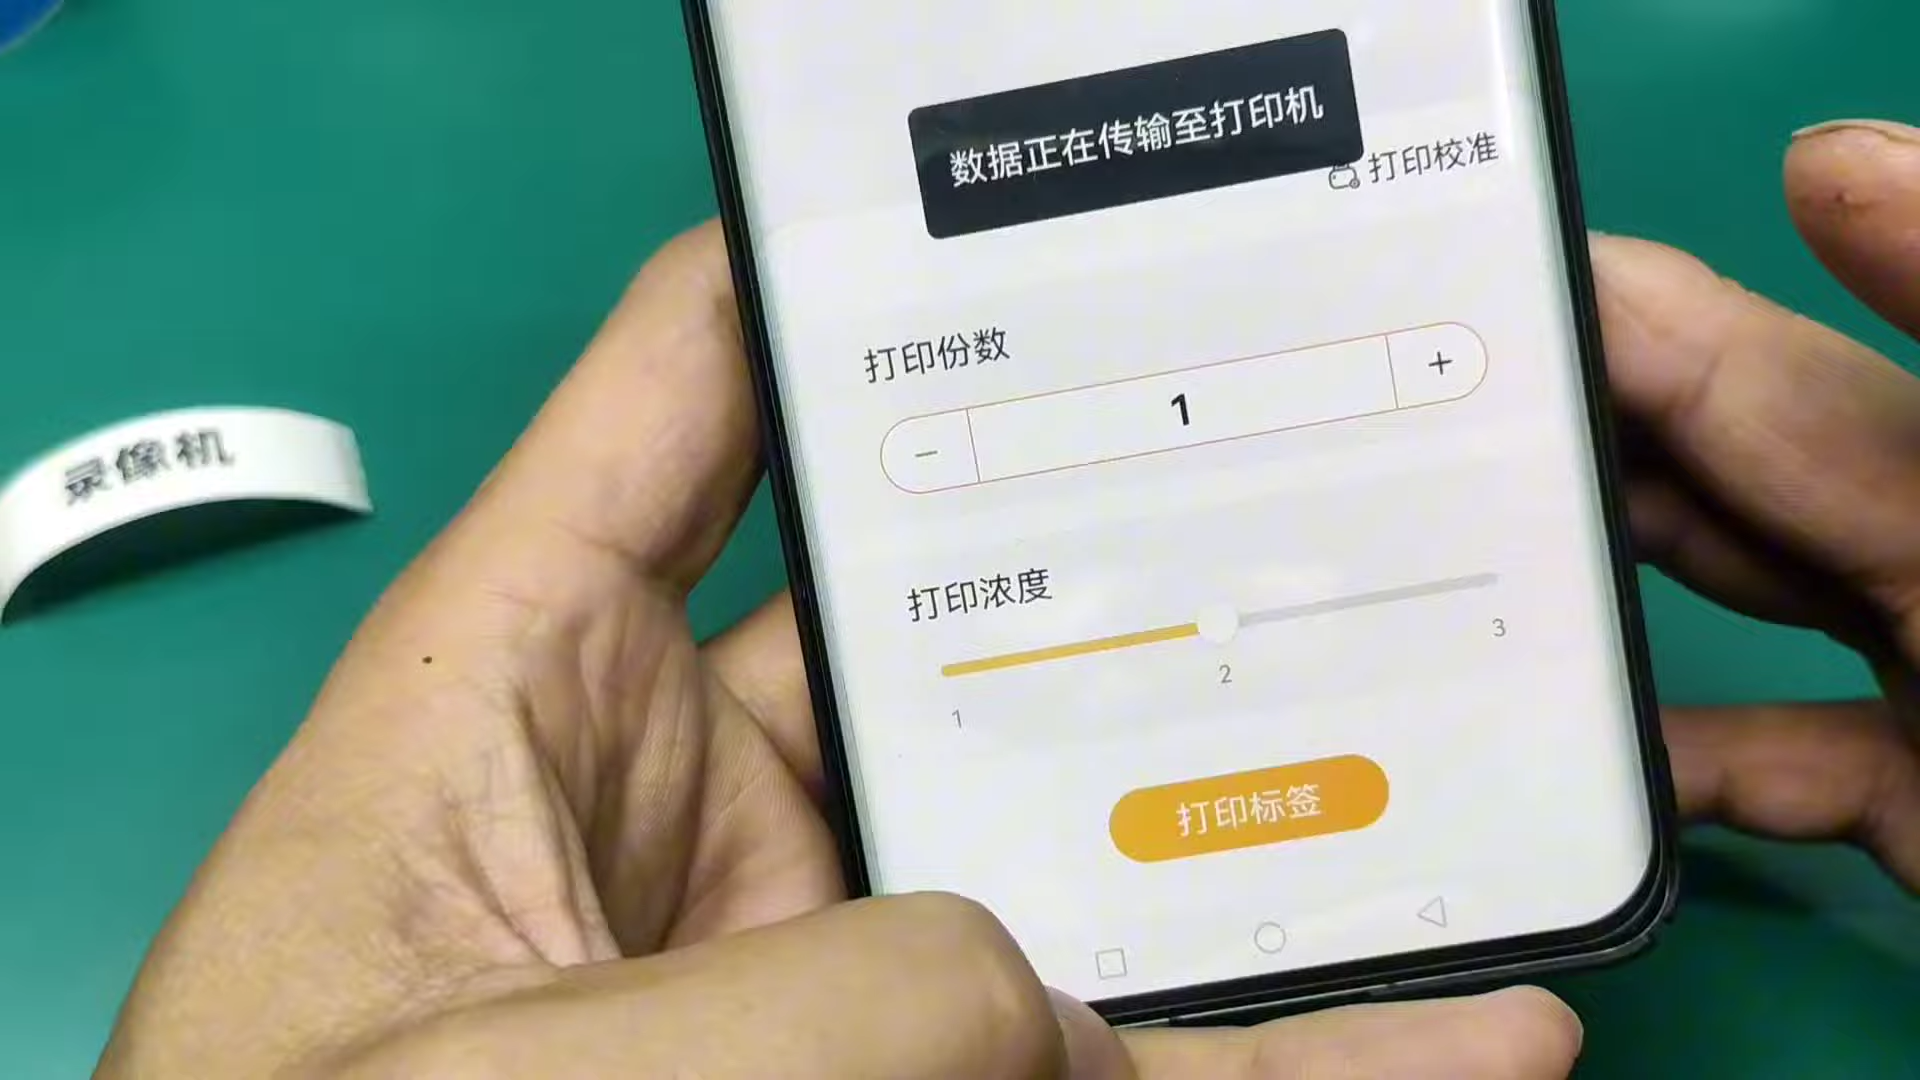 数据正在传输至打印机
打印校准
打印份数
− 1 +
打印浓度
1 2 3
打印标签
录像机